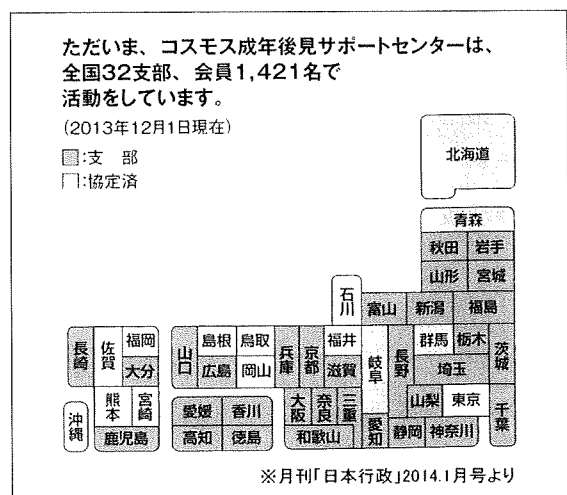 ただいま、コスモス成年後見サポートセンターは、
全国32支部、会員1,421名で
活動をしています。
(2013年12月1日現在)
:支 部
:協定済
北海道
青森
秋田 岩手
山形 宮城
石川 富山 新潟 福島
長崎 佐賀 福岡 山口 島根 鳥取 兵庫 京都 福井 岐阜 長野 群馬 栃木 茨城
大分 広島 岡山 滋賀 埼玉
熊本 宮崎 愛媛 香川 大阪 奈良 三重 山梨 東京 千葉
沖縄 鹿児島 高知 徳島 和歌山 愛知 静岡 神奈川
※月刊「日本行政」2014.1月号より